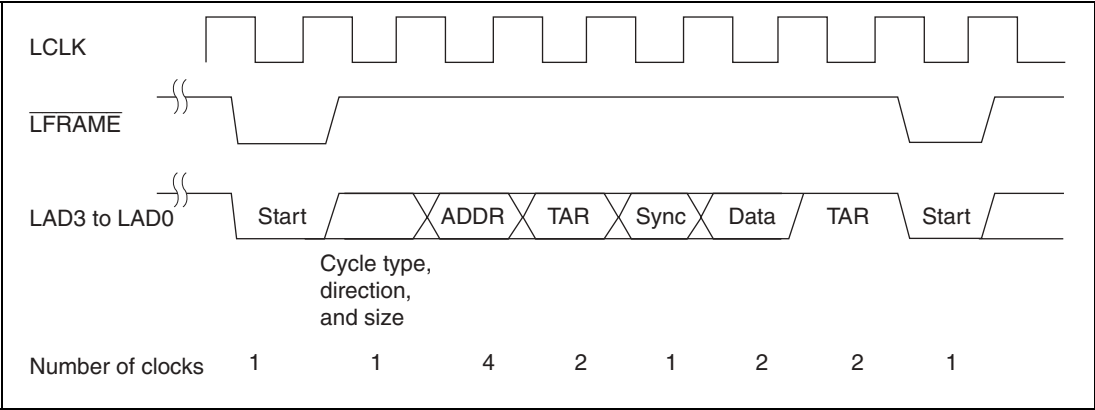 LCLK
LFRAME
LAD3 to LAD0 Start ADDR TAR Sync Data TAR Start
Cycle type,
direction,
and size
Number of clocks 1 1 4 2 1 2 2 1